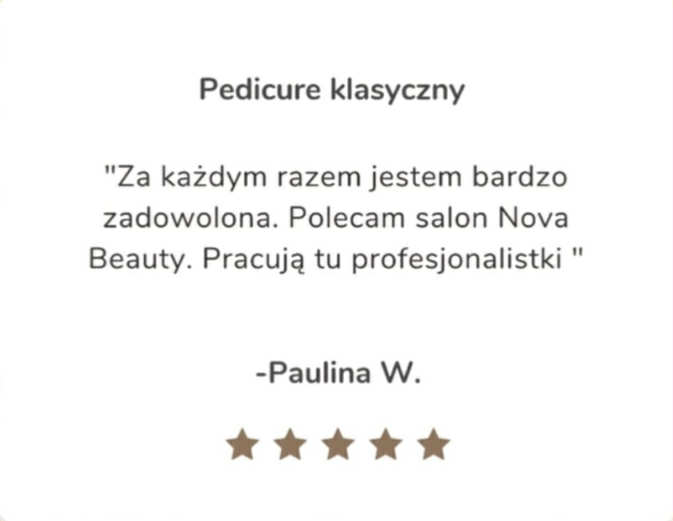 Pedicure klasyczny
"Za każdym razem jestem bardzo
zadowolona. Polecam salon Nova
Beauty. Pracują tu profesjonalistki "
-Paulina W.